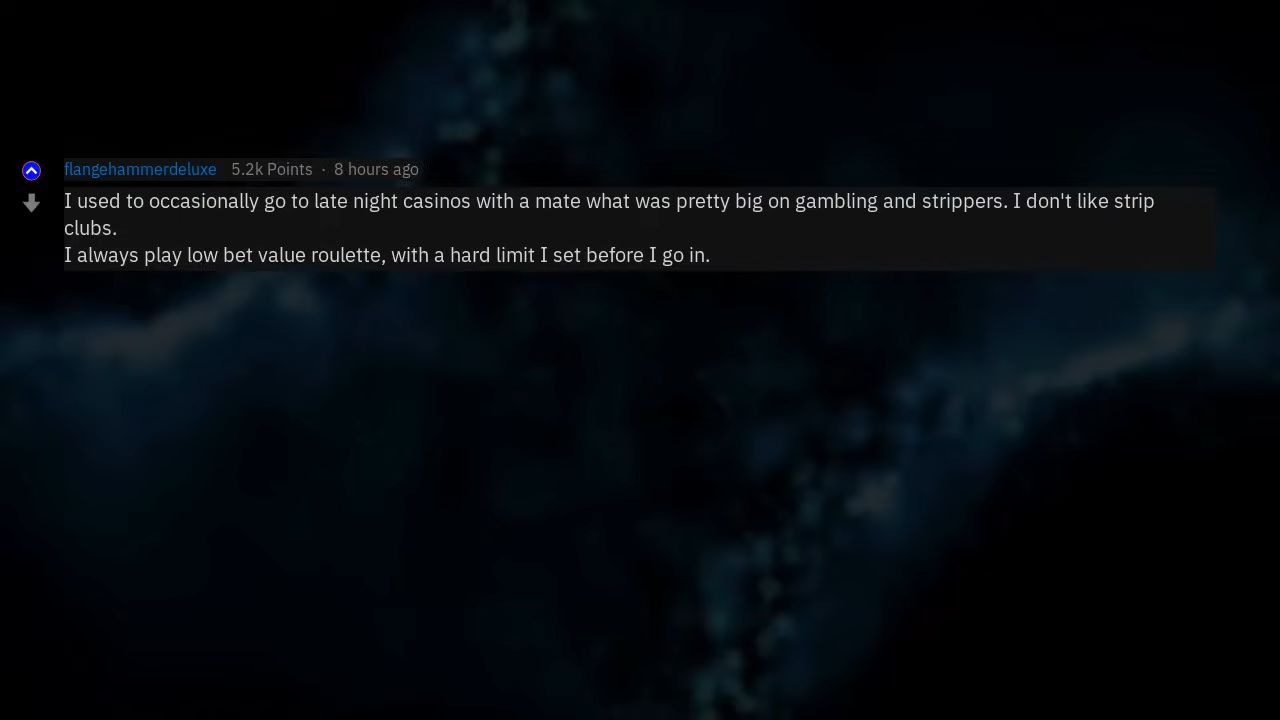 flangehammerdeluxe 5.2k Points · 8 hours ago
I used to occasionally go to late night casinos with a mate what was pretty big on gambling and strippers. I don't like strip
clubs.
I always play low bet value roulette, with a hard limit I set before I go in.